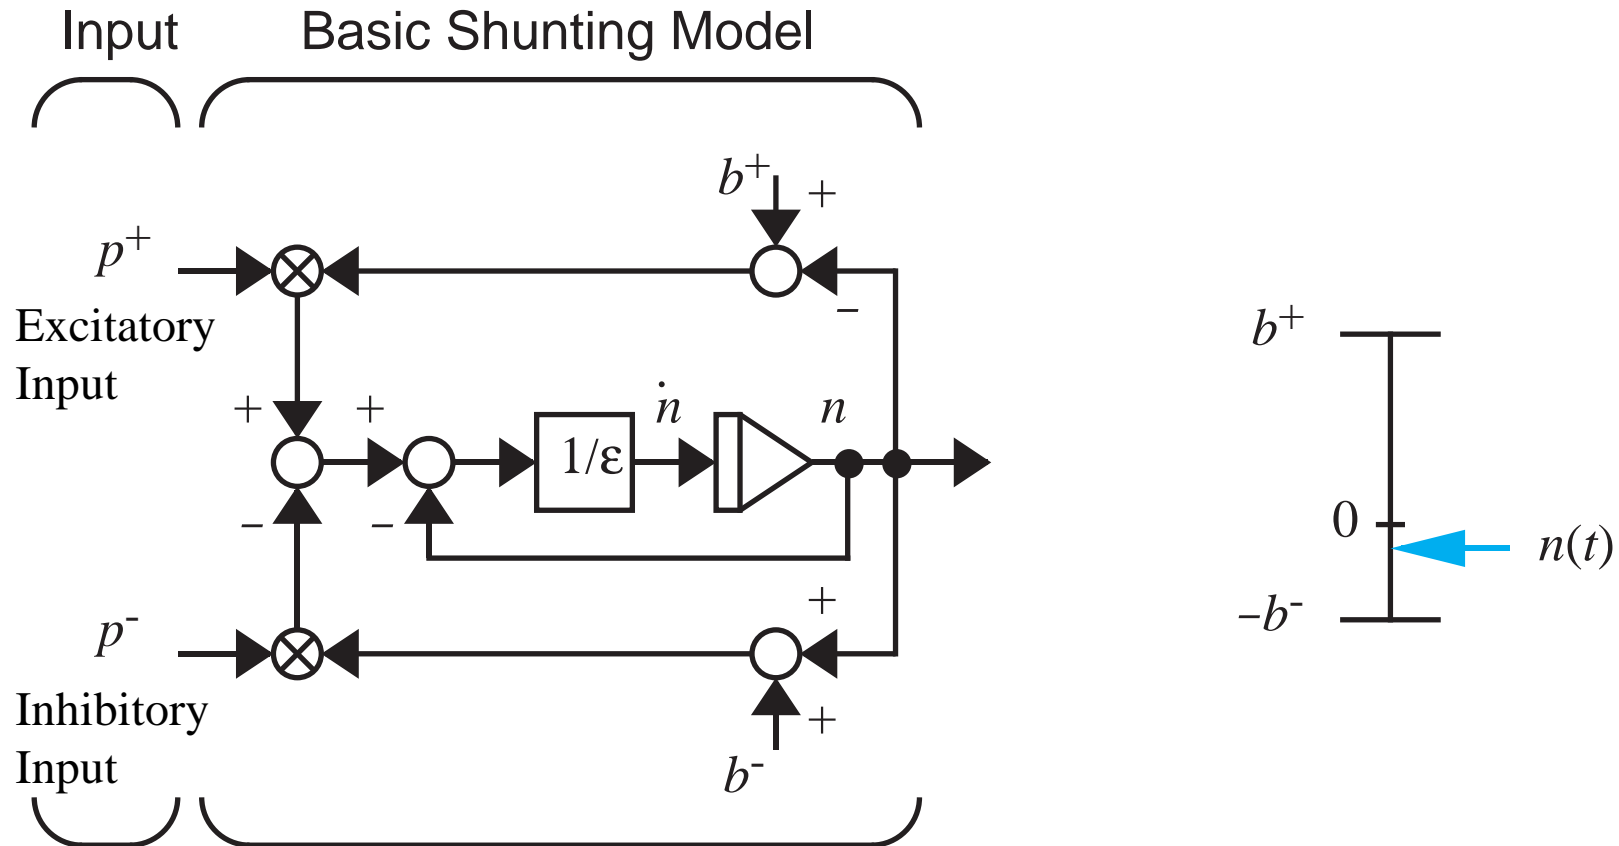 Input Basic Shunting Model
b⁺ +
p⁺
Excitatory
Input
–
+ + ṅ n
1/ε
– –
p⁻
+
Inhibitory
Input
+
b⁻
b⁺
0
n(t)
–b⁻